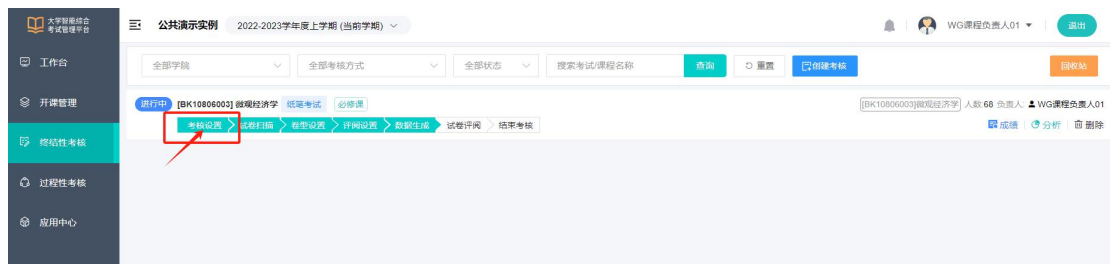 大学智能综合
考试管理平台
公共演示实例 2022-2023学年度上学期 (当前学期)
WG课程负责人01
退出
工作台
开课管理
终结性考核
过程性考核
应用中心
全部学院 全部考核方式 全部状态 搜索考试/课程名称 查询 重置 创建考核 回收站
进行中 [BK10806003] 微观经济学 纸笔考试 必修课 [BK10806003]微观经济学 人数 68 负责人: WG课程负责人01
考核设置 试卷扫描 卷型设置 评阅设置 数据生成 试卷评阅 结束考核 成绩 分析 删除